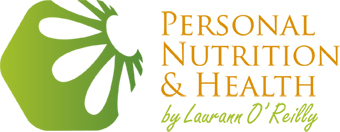 PERSONAL
NUTRITION
& HEALTH
by Laurann O'Reilly